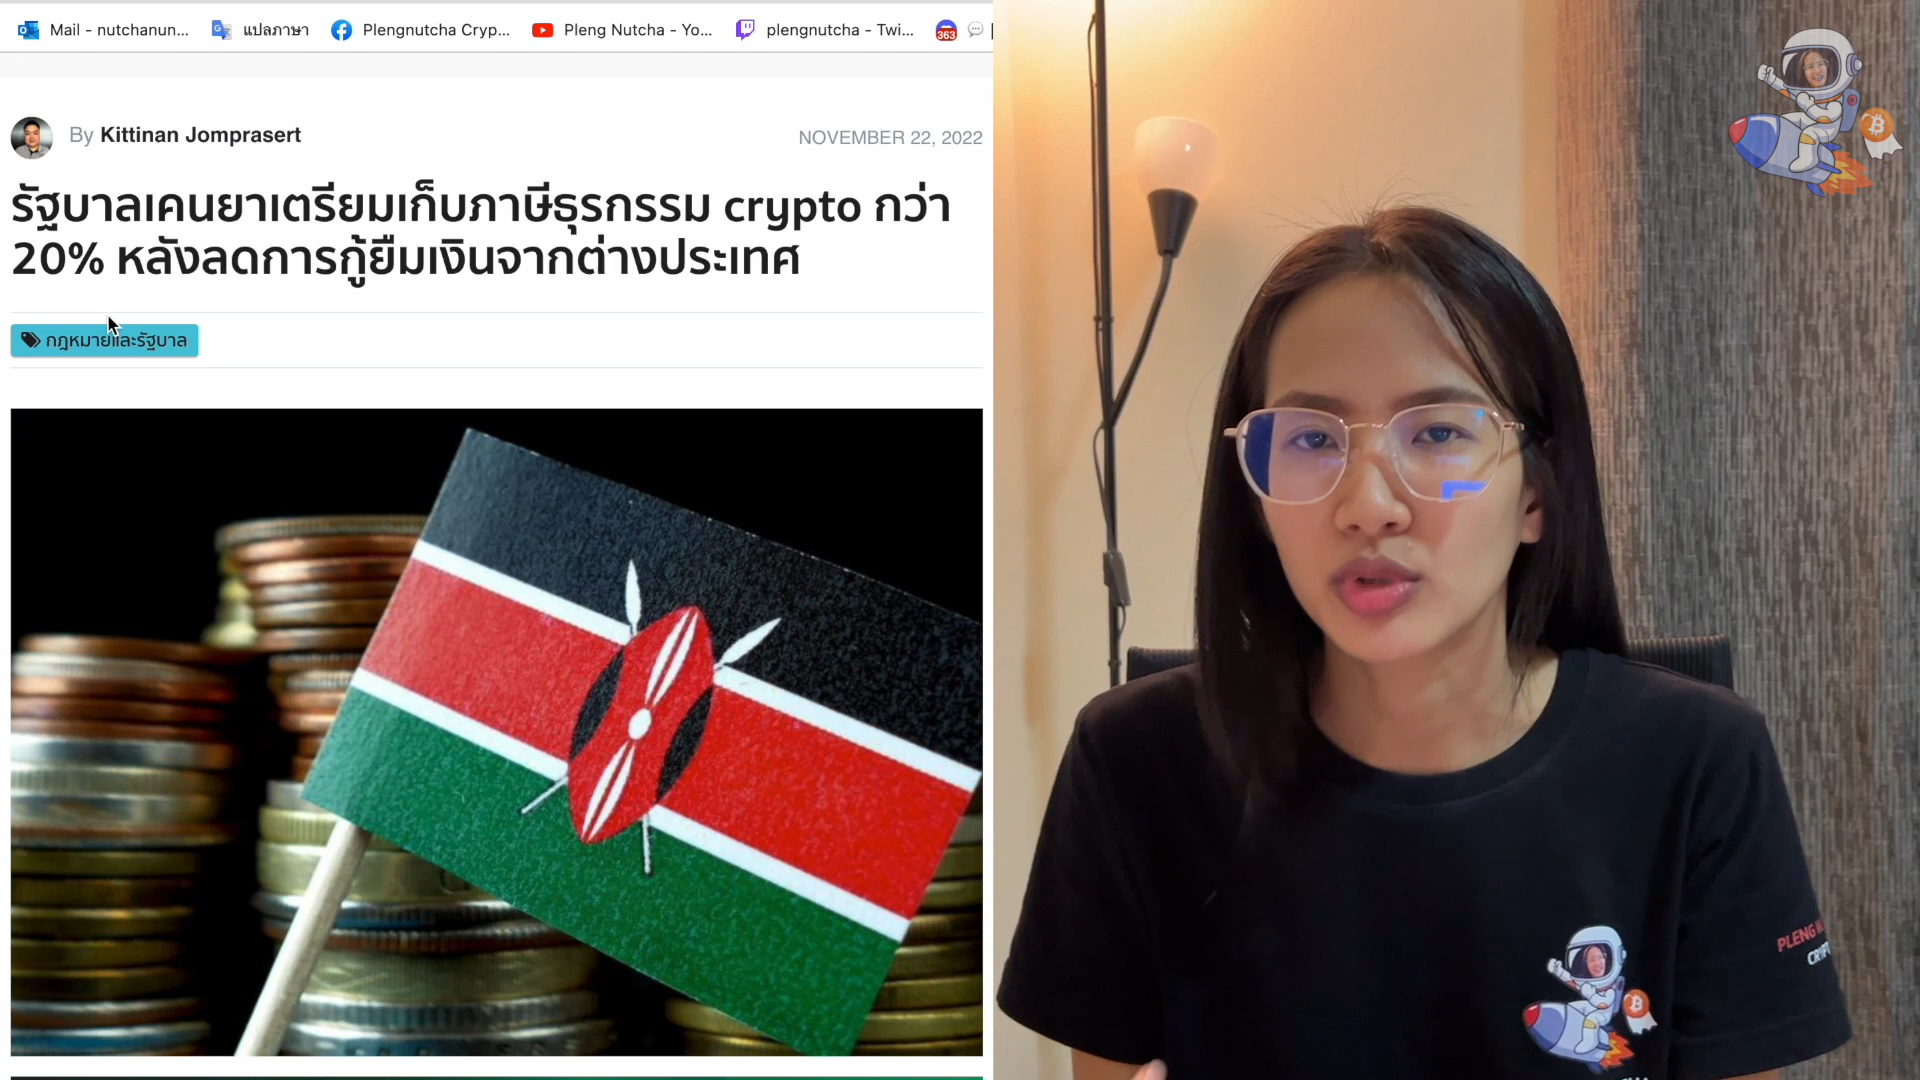 Mail - nutchanun...
แปลภาษา
Plengnutcha Cryp...
Pleng Nutcha - Yo...
plengnutcha - Twi...
363
By Kittinan Jomprasert
NOVEMBER 22, 2022
รัฐบาลเคนยาเตรียมเก็บภาษีธุรกรรม crypto กว่า
20% หลังลดการกู้ยืมเงินจากต่างประเทศ
กฎหมายและรัฐบาล
PLENG